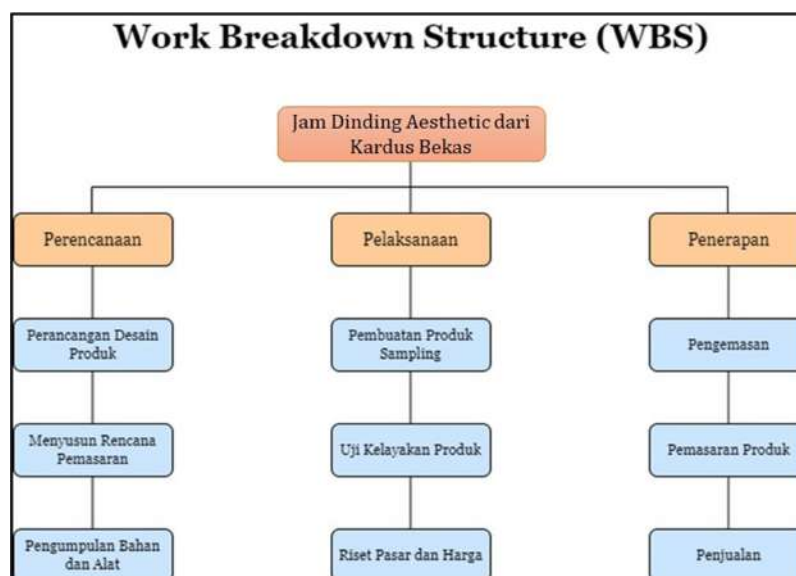 Work Breakdown Structure (WBS)
Jam Dinding Aesthetic dari
Kardus Bekas
Perencanaan
Pelaksanaan
Penerapan
Perancangan Desain
Produk
Pembuatan Produk
Sampling
Pengemasan
Menyusun Rencana
Pemasaran
Uji Kelayakan Produk
Pemasaran Produk
Pengumpulan Bahan
dan Alat
Riset Pasar dan Harga
Penjualan